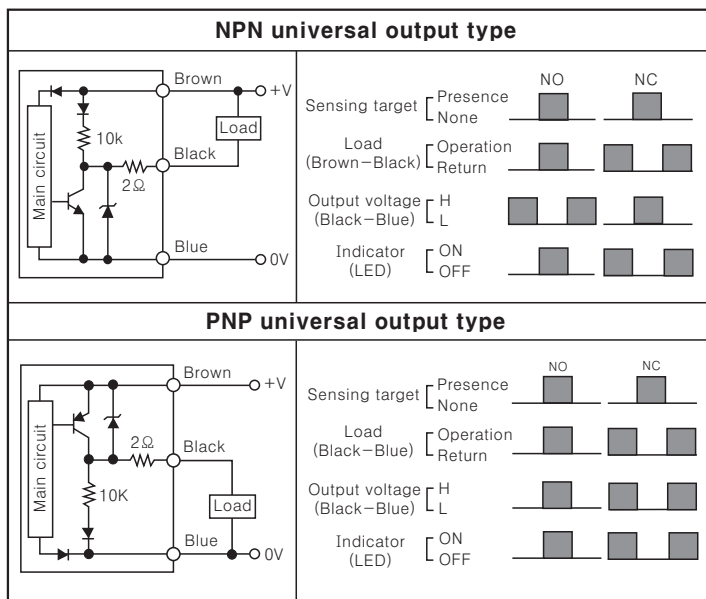 NPN universal output type
Brown
+V
Load
10k
Black
2Ω
Main circuit
Blue
0V
NO NC
Sensing target Presence
None
Load
(Brown-Black) Operation
Return
Output voltage
(Black-Blue) H
L
Indicator
(LED) ON
OFF
PNP universal output type
Brown
+V
Main circuit
2Ω
Black
10K
Load
Blue
0V
NO NC
Sensing target Presence
None
Load
(Black-Blue) Operation
Return
Output voltage
(Black-Blue) H
L
Indicator
(LED) ON
OFF